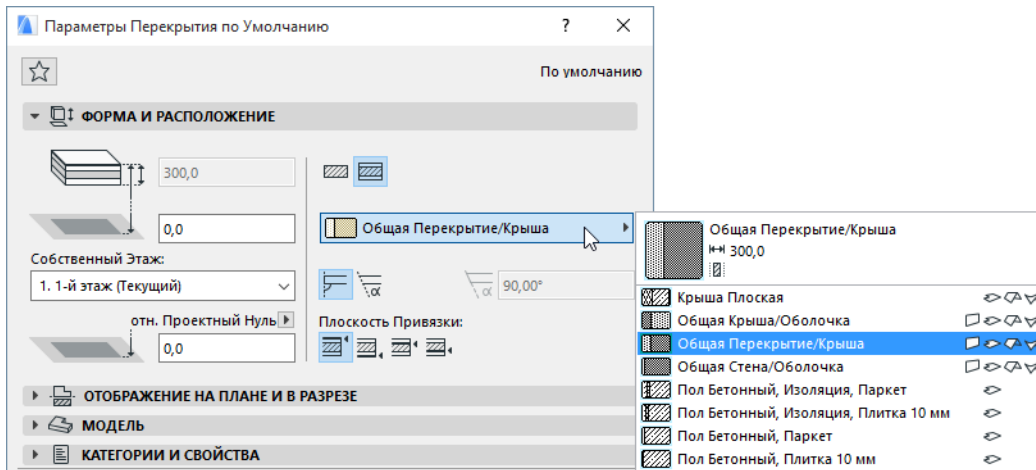 Параметры Перекрытия по Умолчанию ? ×
По умолчанию
ФОРМА И РАСПОЛОЖЕНИЕ
300,0
0,0
Общая Перекрытие/Крыша
Собственный Этаж:
1. 1-й этаж (Текущий)
α
α 90,00°
отн. Проектный Нуль
Плоскость Привязки:
0,0
ОТОБРАЖЕНИЕ НА ПЛАНЕ И В РАЗРЕЗЕ
МОДЕЛЬ
КАТЕГОРИИ И СВОЙСТВА
Общая Перекрытие/Крыша
300,0
Крыша Плоская
Общая Крыша/Оболочка
Общая Перекрытие/Крыша
Общая Стена/Оболочка
Пол Бетонный, Изоляция, Паркет
Пол Бетонный, Изоляция, Плитка 10 мм
Пол Бетонный, Паркет
Пол Бетонный, Плитка 10 мм